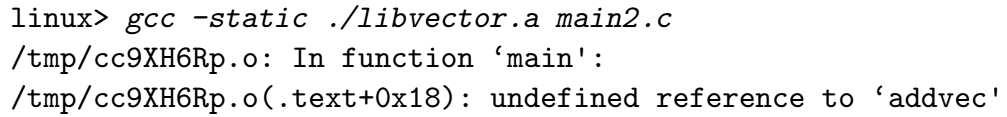 linux> gcc -static ./libvector.a main2.c
/tmp/cc9XH6Rp.o: In function ‘main':
/tmp/cc9XH6Rp.o(.text+0x18): undefined reference to ‘addvec'